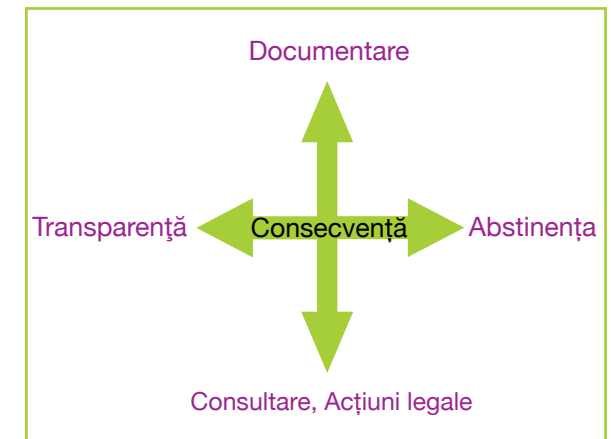 Documentare
Transparenţă Consecvență Abstinența
Consultare, Acțiuni legale